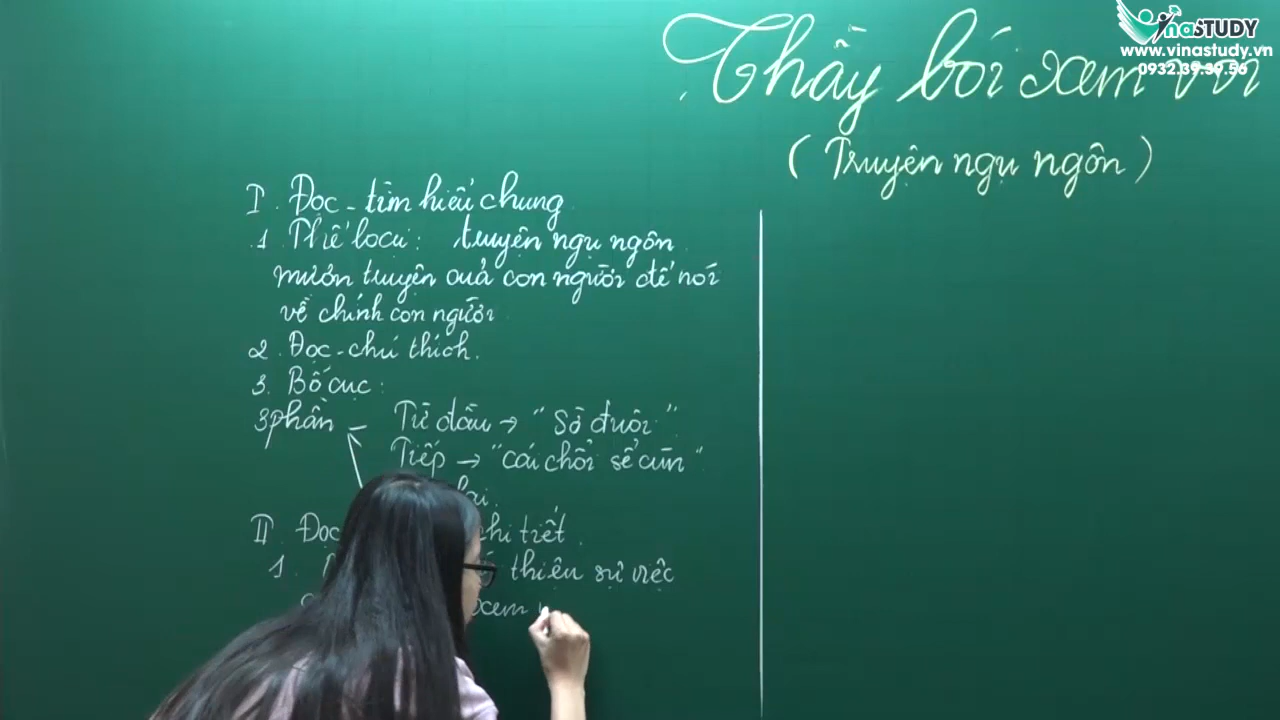 VinaSTUDY
www.vinastudy.vn
0932.39.39.56
Thầy bói xem voi
(Truyện ngụ ngôn)
I. Đọc - tìm hiểu chung
1. Thể loại: truyện ngụ ngôn
mượn truyện của con người để nói
về chính con người
2. Đọc - chú thích.
3. Bố cục:
3 phần - Từ đầu → "Sờ đuôi"
Tiếp → "cái chổi sể cùn"
lại.
II. Đọc chi tiết.
1. thiên sự việc
xem